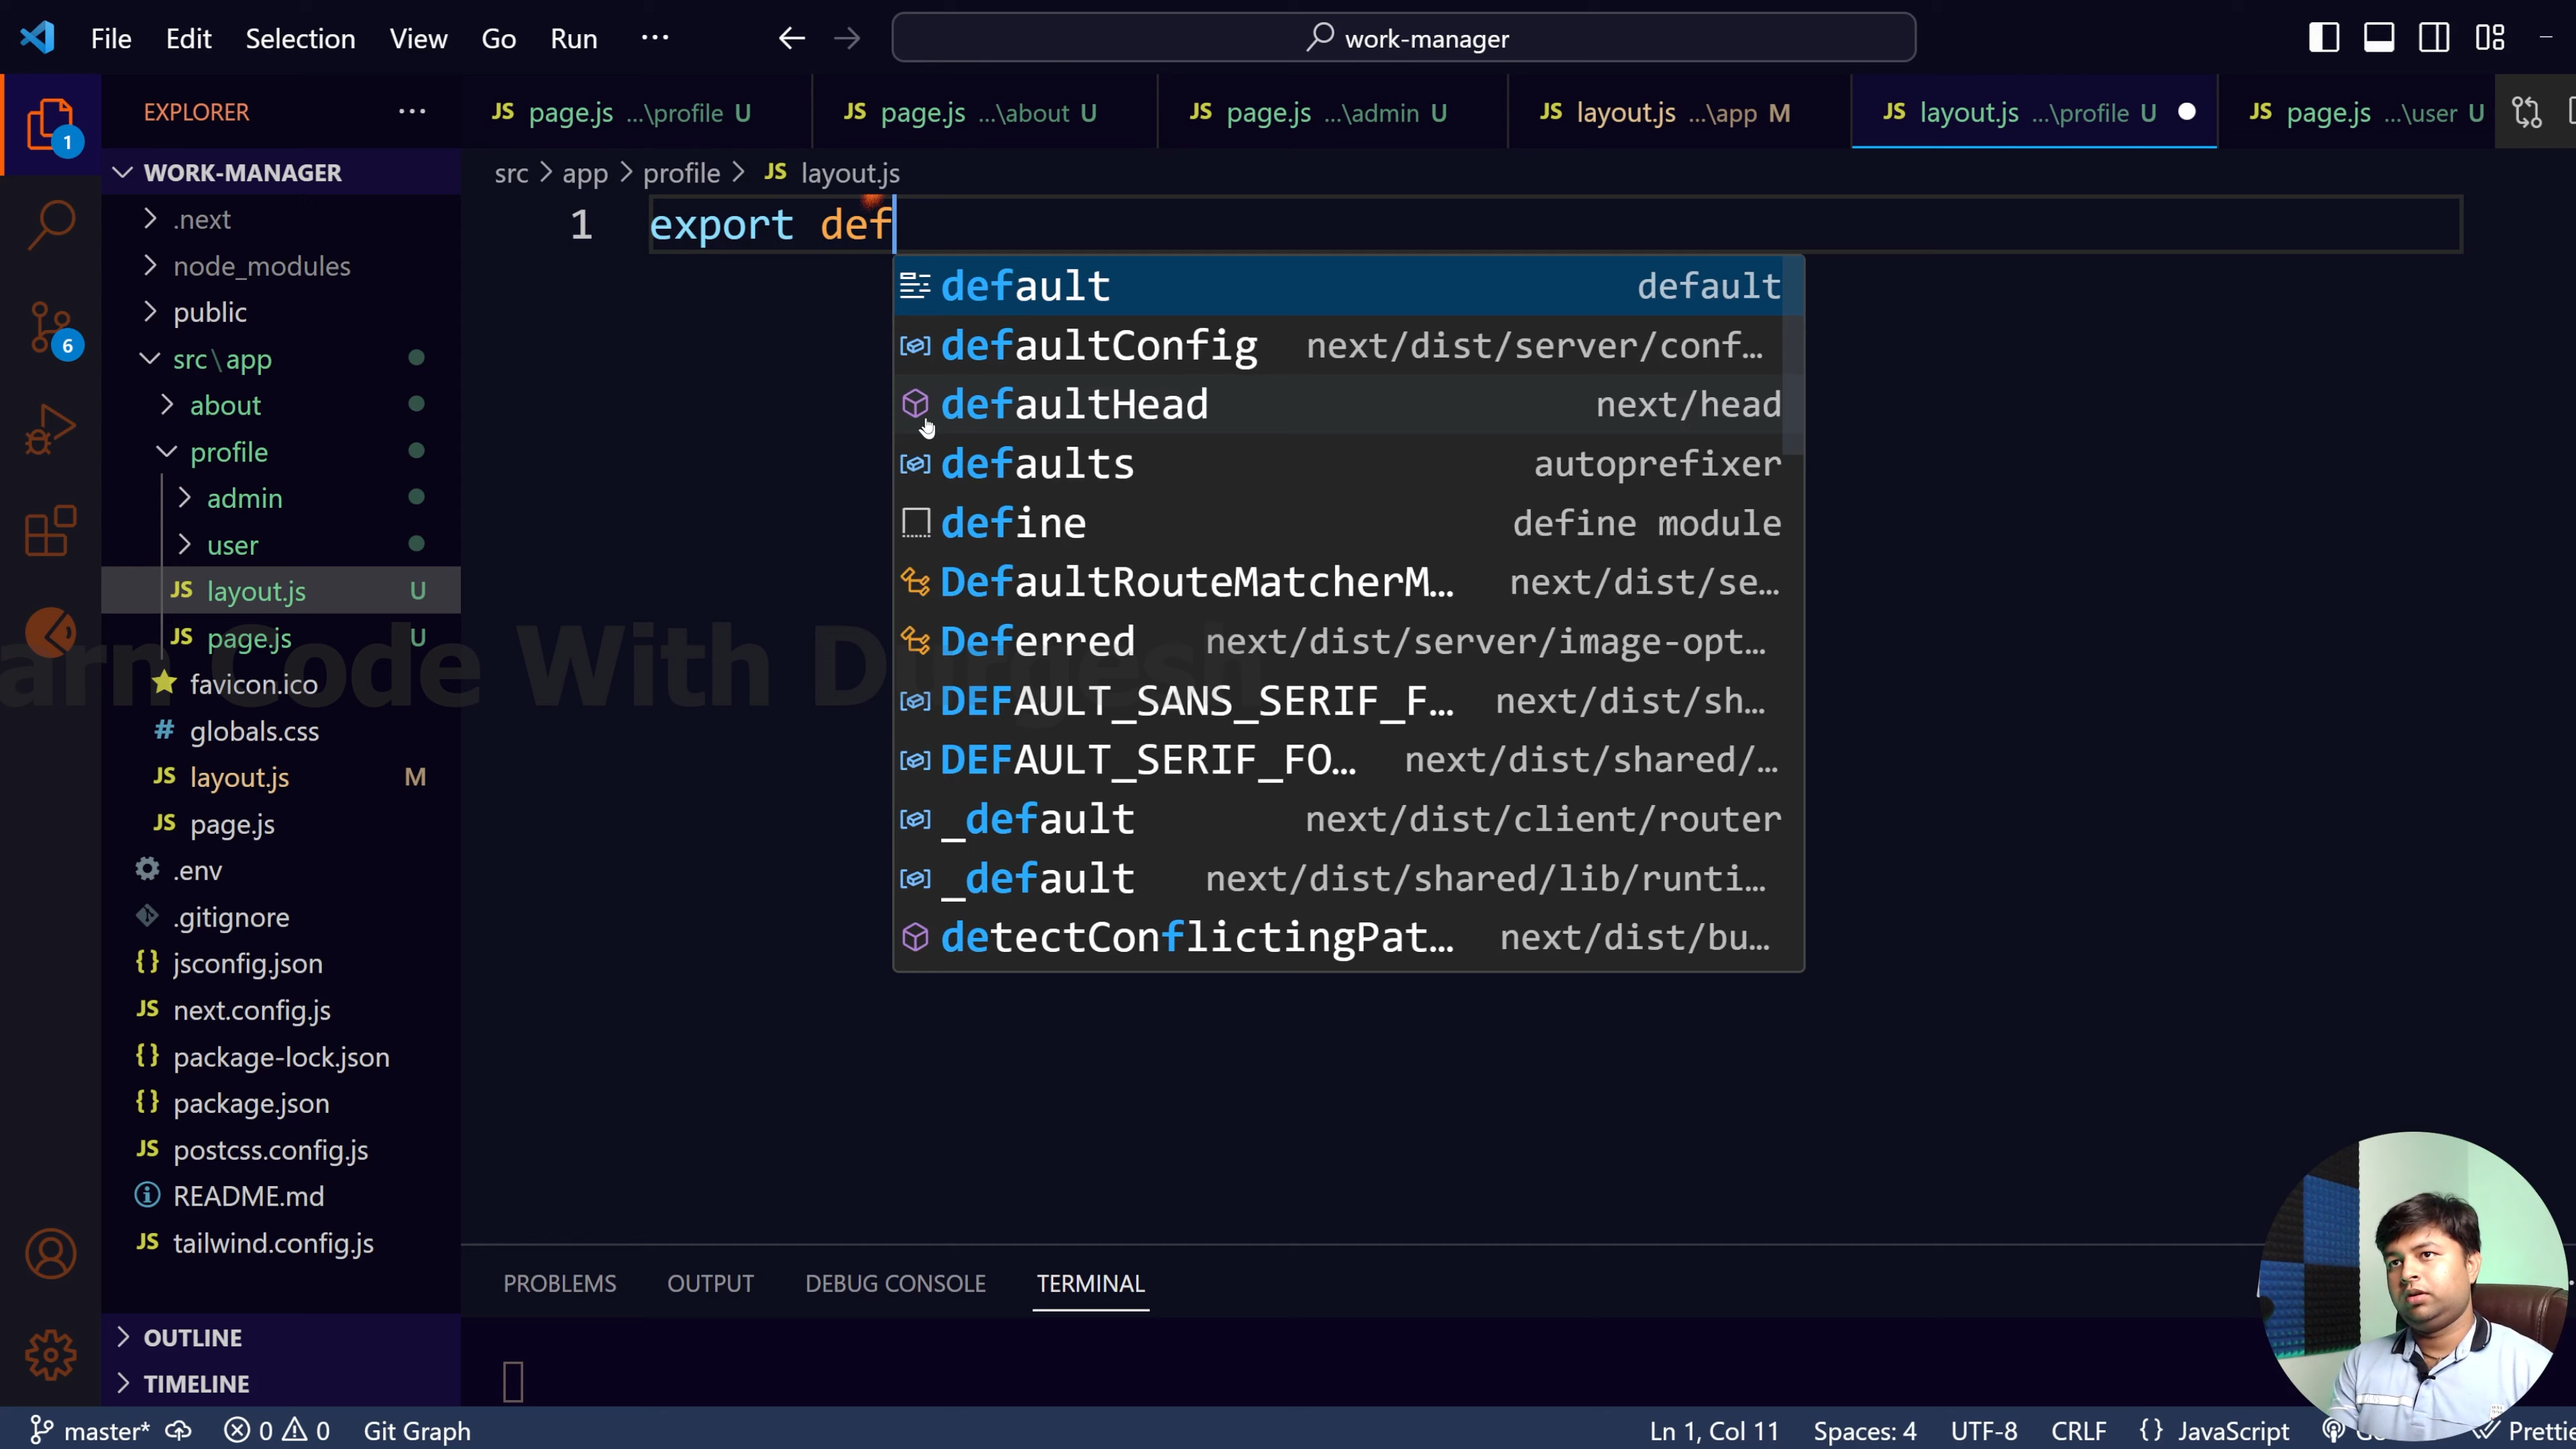 File Edit Selection View Go Run ··· work-manager
EXPLORER ···
JS page.js ...\profile U JS page.js ...\about U JS page.js ...\admin U JS layout.js ...\app M JS layout.js ...\profile U JS page.js ...\user U
1
WORK-MANAGER
src > app > profile > JS layout.js
.next
node_modules
public
src\app
about
profile
admin
user
JS layout.js U
JS page.js U
favicon.ico
# globals.css
JS layout.js M
JS page.js
.env
.gitignore
{} jsconfig.json
JS next.config.js
{} package-lock.json
{} package.json
JS postcss.config.js
README.md
JS tailwind.config.js
OUTLINE
TIMELINE
6
1 export def
default default
defaultConfig next/dist/server/conf...
defaultHead next/head
defaults autoprefixer
define define module
DefaultRouteMatcherM... next/dist/se...
Deferred next/dist/server/image-opt...
DEFAULT_SANS_SERIF_F... next/dist/sh...
DEFAULT_SERIF_FO... next/dist/shared/...
_default next/dist/client/router
_default next/dist/shared/lib/runti...
detectConflictingPat... next/dist/bu...
arn Code With Durgesh
PROBLEMS OUTPUT DEBUG CONSOLE TERMINAL
master* 0 0 Git Graph Ln 1, Col 11 Spaces: 4 UTF-8 CRLF {} JavaScript Prettie